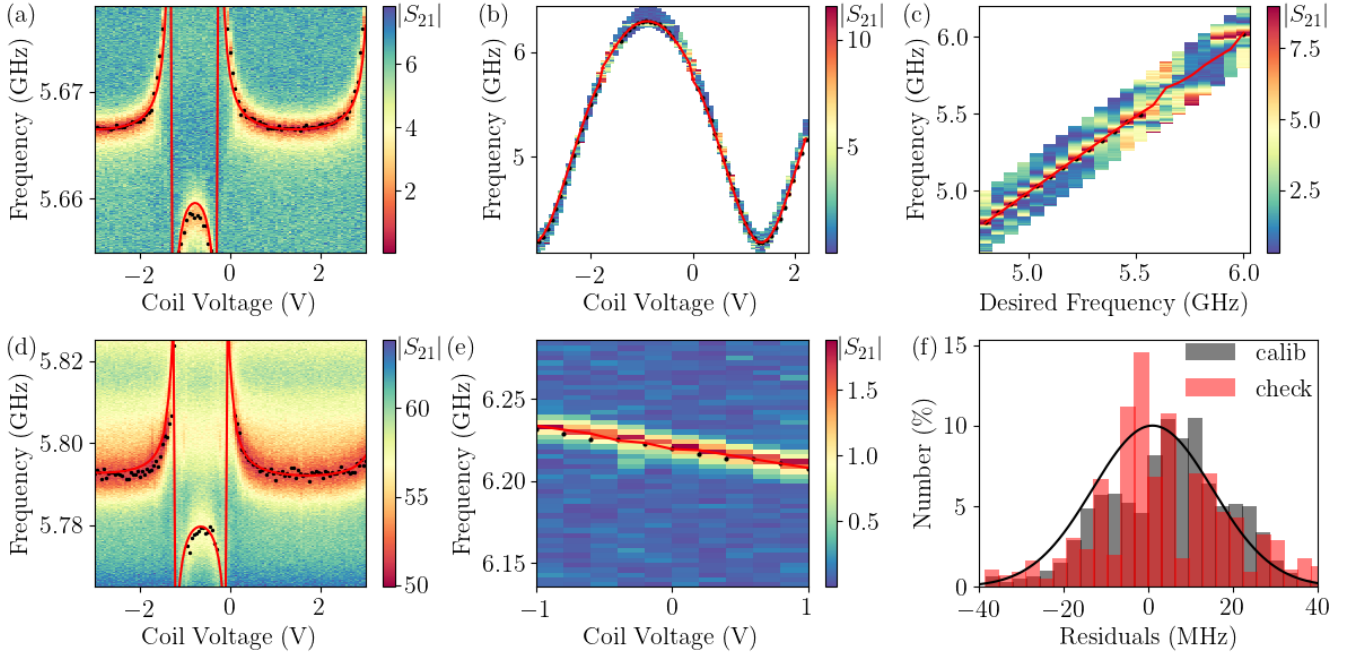 (a)
|S21|
5.67
5.66
6
4
2
Frequency (GHz)
−2
0
2
Coil Voltage (V)
(b)
|S21|
6
5
10
5
Frequency (GHz)
−2
0
2
Coil Voltage (V)
(c)
|S21|
6.0
5.5
5.0
7.5
5.0
2.5
Frequency (GHz)
5.0
5.5
6.0
Desired Frequency (GHz)
(d)
|S21|
5.82
5.80
5.78
60
55
50
Frequency (GHz)
−2
0
2
Coil Voltage (V)
(e)
|S21|
6.25
6.20
6.15
1.5
1.0
0.5
Frequency (GHz)
−1
0
1
Coil Voltage (V)
(f)
15
10
5
0
Number (%)
calib
check
−40
−20
0
20
40
Residuals (MHz)